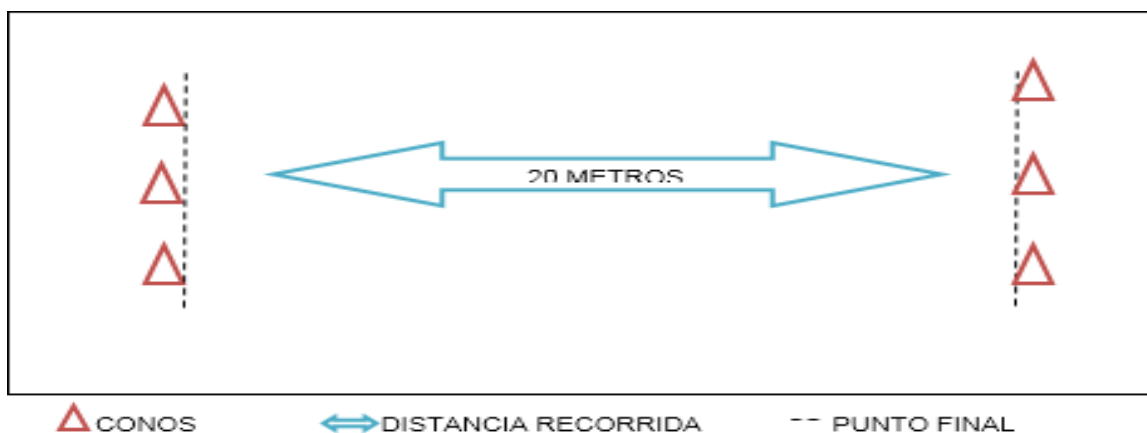 20 METROS
CONOS
DISTANCIA RECORRIDA
PUNTO FINAL